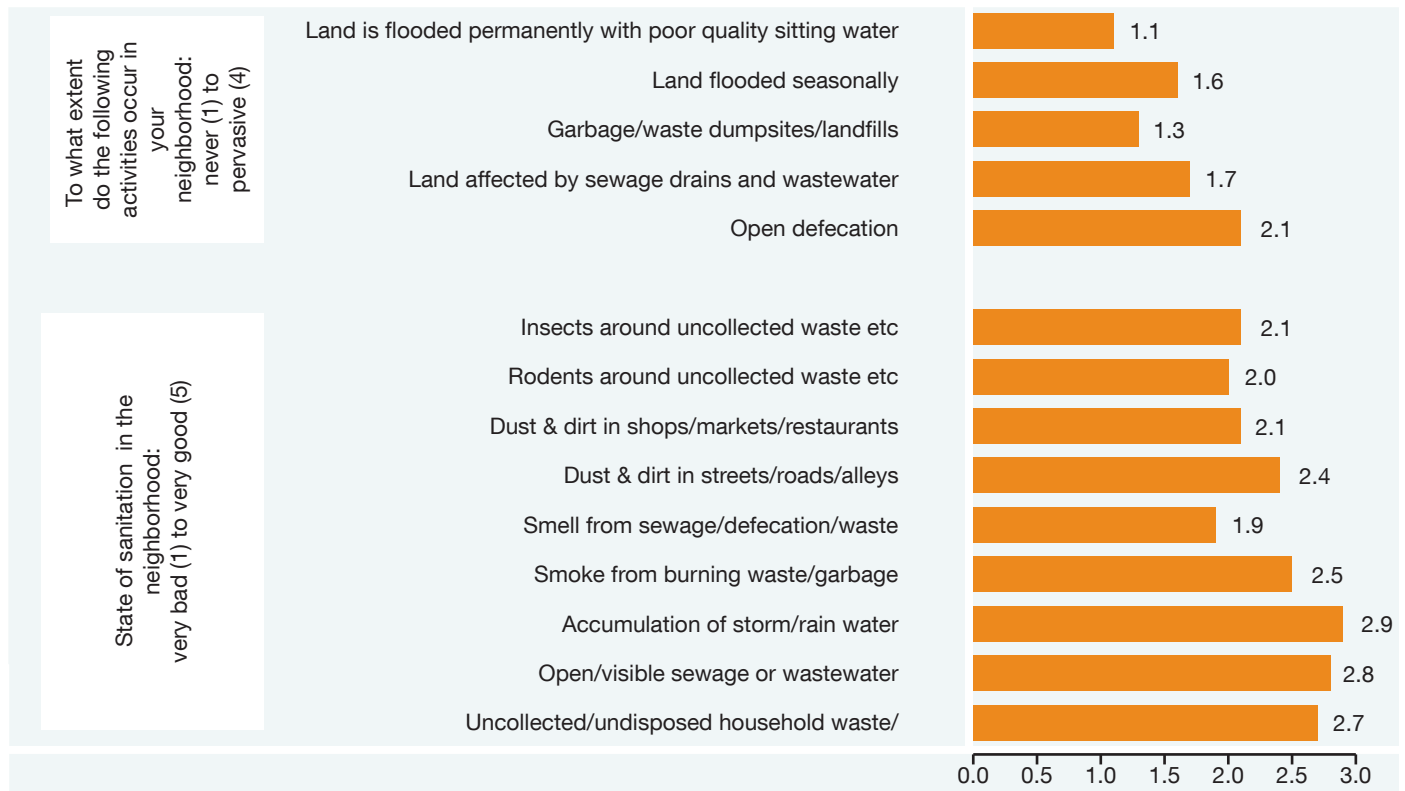 To what extent
do the following
activities occur in
your
neighborhood:
never (1) to
pervasive (4)
Land is flooded permanently with poor quality sitting water 1.1
Land flooded seasonally 1.6
Garbage/waste dumpsites/landfills 1.3
Land affected by sewage drains and wastewater 1.7
Open defecation 2.1
State of sanitation in the
neighborhood:
very bad (1) to very good (5)
Insects around uncollected waste etc 2.1
Rodents around uncollected waste etc 2.0
Dust & dirt in shops/markets/restaurants 2.1
Dust & dirt in streets/roads/alleys 2.4
Smell from sewage/defecation/waste 1.9
Smoke from burning waste/garbage 2.5
Accumulation of storm/rain water 2.9
Open/visible sewage or wastewater 2.8
Uncollected/undisposed household waste/ 2.7
0.0 0.5 1.0 1.5 2.0 2.5 3.0